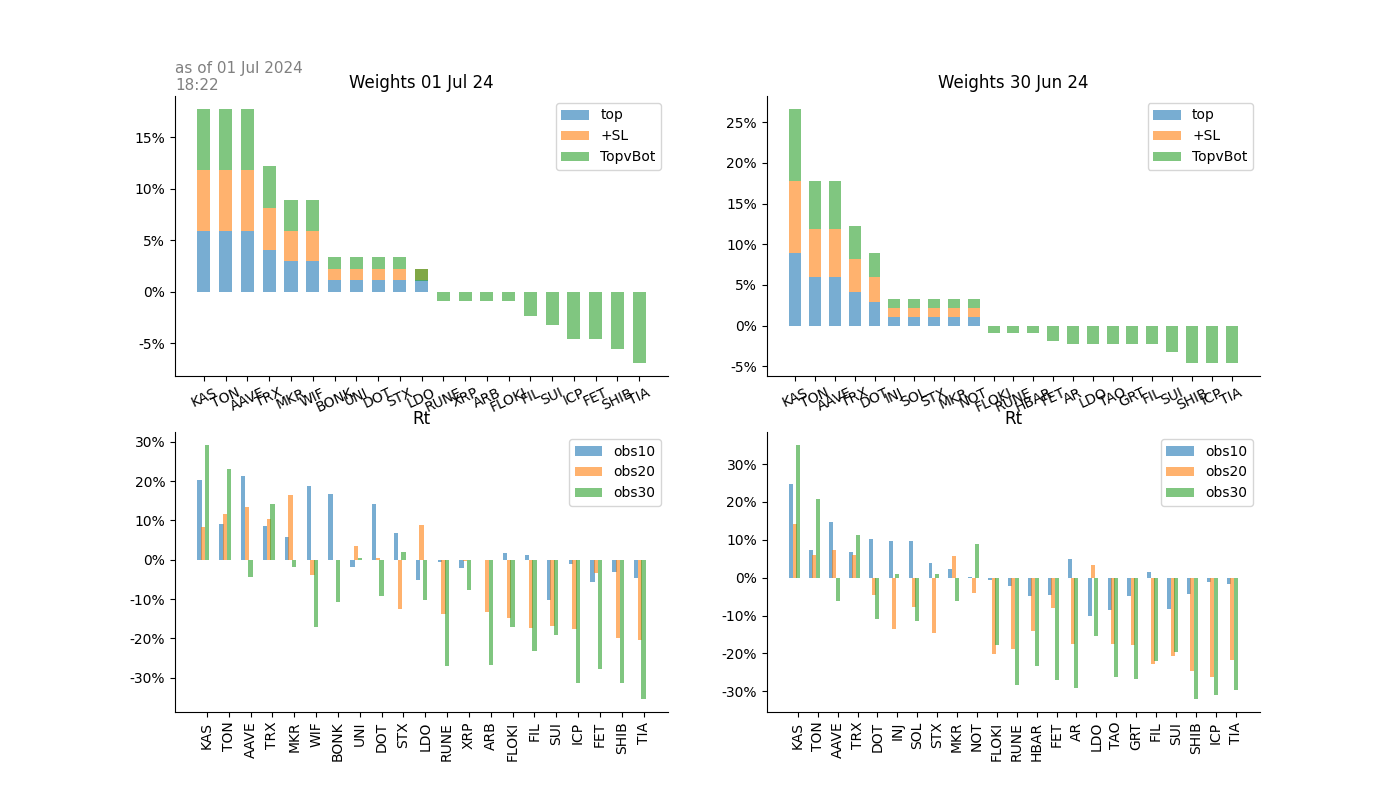 as of 01 Jul 2024
18:22
Weights 01 Jul 24
top
+SL
TopvBot
15%
10%
5%
0%
-5%
KAS TON AAVE TRX MKR WIF BONK UNI DOT STX LDO RUNE XRP ARB FLOKI FIL SUI ICP FET SHIB TIA
Weights 30 Jun 24
top
+SL
TopvBot
25%
20%
15%
10%
5%
0%
-5%
KAS TON AAVE TRX DOT INJ SOL STX MKR NOT FLOKI RUNE HBAR FET AR LDO TAO GRT FIL SUI SHIB ICP TIA
Rt
obs10
obs20
obs30
30%
20%
10%
0%
-10%
-20%
-30%
KAS TON AAVE TRX MKR WIF BONK UNI DOT STX LDO RUNE XRP ARB FLOKI FIL SUI ICP FET SHIB TIA
Rt
obs10
obs20
obs30
30%
20%
10%
0%
-10%
-20%
-30%
KAS TON AAVE TRX DOT INJ SOL STX MKR NOT FLOKI RUNE HBAR FET AR LDO TAO GRT FIL SUI SHIB ICP TIA